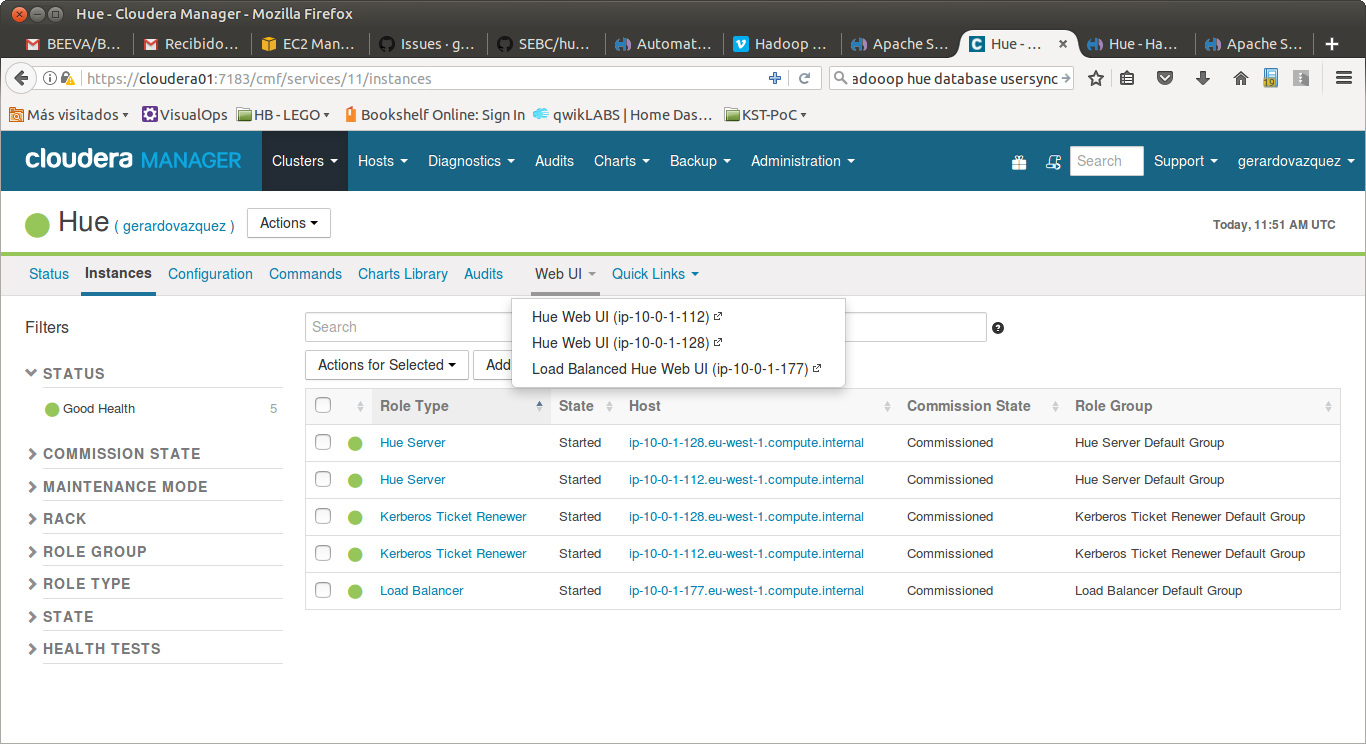 Hue - Cloudera Manager - Mozilla Firefox
BEEVA/B... Recibido... EC2 Man... Issues · g... SEBC/hu... Automat... Hadoop ... Apache S... Hue - ... Hue - Ha... Apache S...
https://cloudera01:7183/cmf/services/11/instances adooop hue database usersync 19
Más visitados VisualOps HB - LEGO Bookshelf Online: Sign In qwikLABS | Home Das... KST-PoC
cloudera MANAGER Clusters Hosts Diagnostics Audits Charts Backup Administration Search Support gerardovazquez
Hue ( gerardovazquez ) Actions Today, 11:51 AM UTC
Status Instances Configuration Commands Charts Library Audits Web UI Quick Links
Hue Web UI (ip-10-0-1-112)
Hue Web UI (ip-10-0-1-128)
Load Balanced Hue Web UI (ip-10-0-1-177)
Filters
STATUS
Good Health 5
COMMISSION STATE
MAINTENANCE MODE
RACK
ROLE GROUP
ROLE TYPE
STATE
HEALTH TESTS
Search
Actions for Selected Add
Role Type State Host Commission State Role Group
Hue Server Started ip-10-0-1-128.eu-west-1.compute.internal Commissioned Hue Server Default Group
Hue Server Started ip-10-0-1-112.eu-west-1.compute.internal Commissioned Hue Server Default Group
Kerberos Ticket Renewer Started ip-10-0-1-128.eu-west-1.compute.internal Commissioned Kerberos Ticket Renewer Default Group
Kerberos Ticket Renewer Started ip-10-0-1-112.eu-west-1.compute.internal Commissioned Kerberos Ticket Renewer Default Group
Load Balancer Started ip-10-0-1-177.eu-west-1.compute.internal Commissioned Load Balancer Default Group